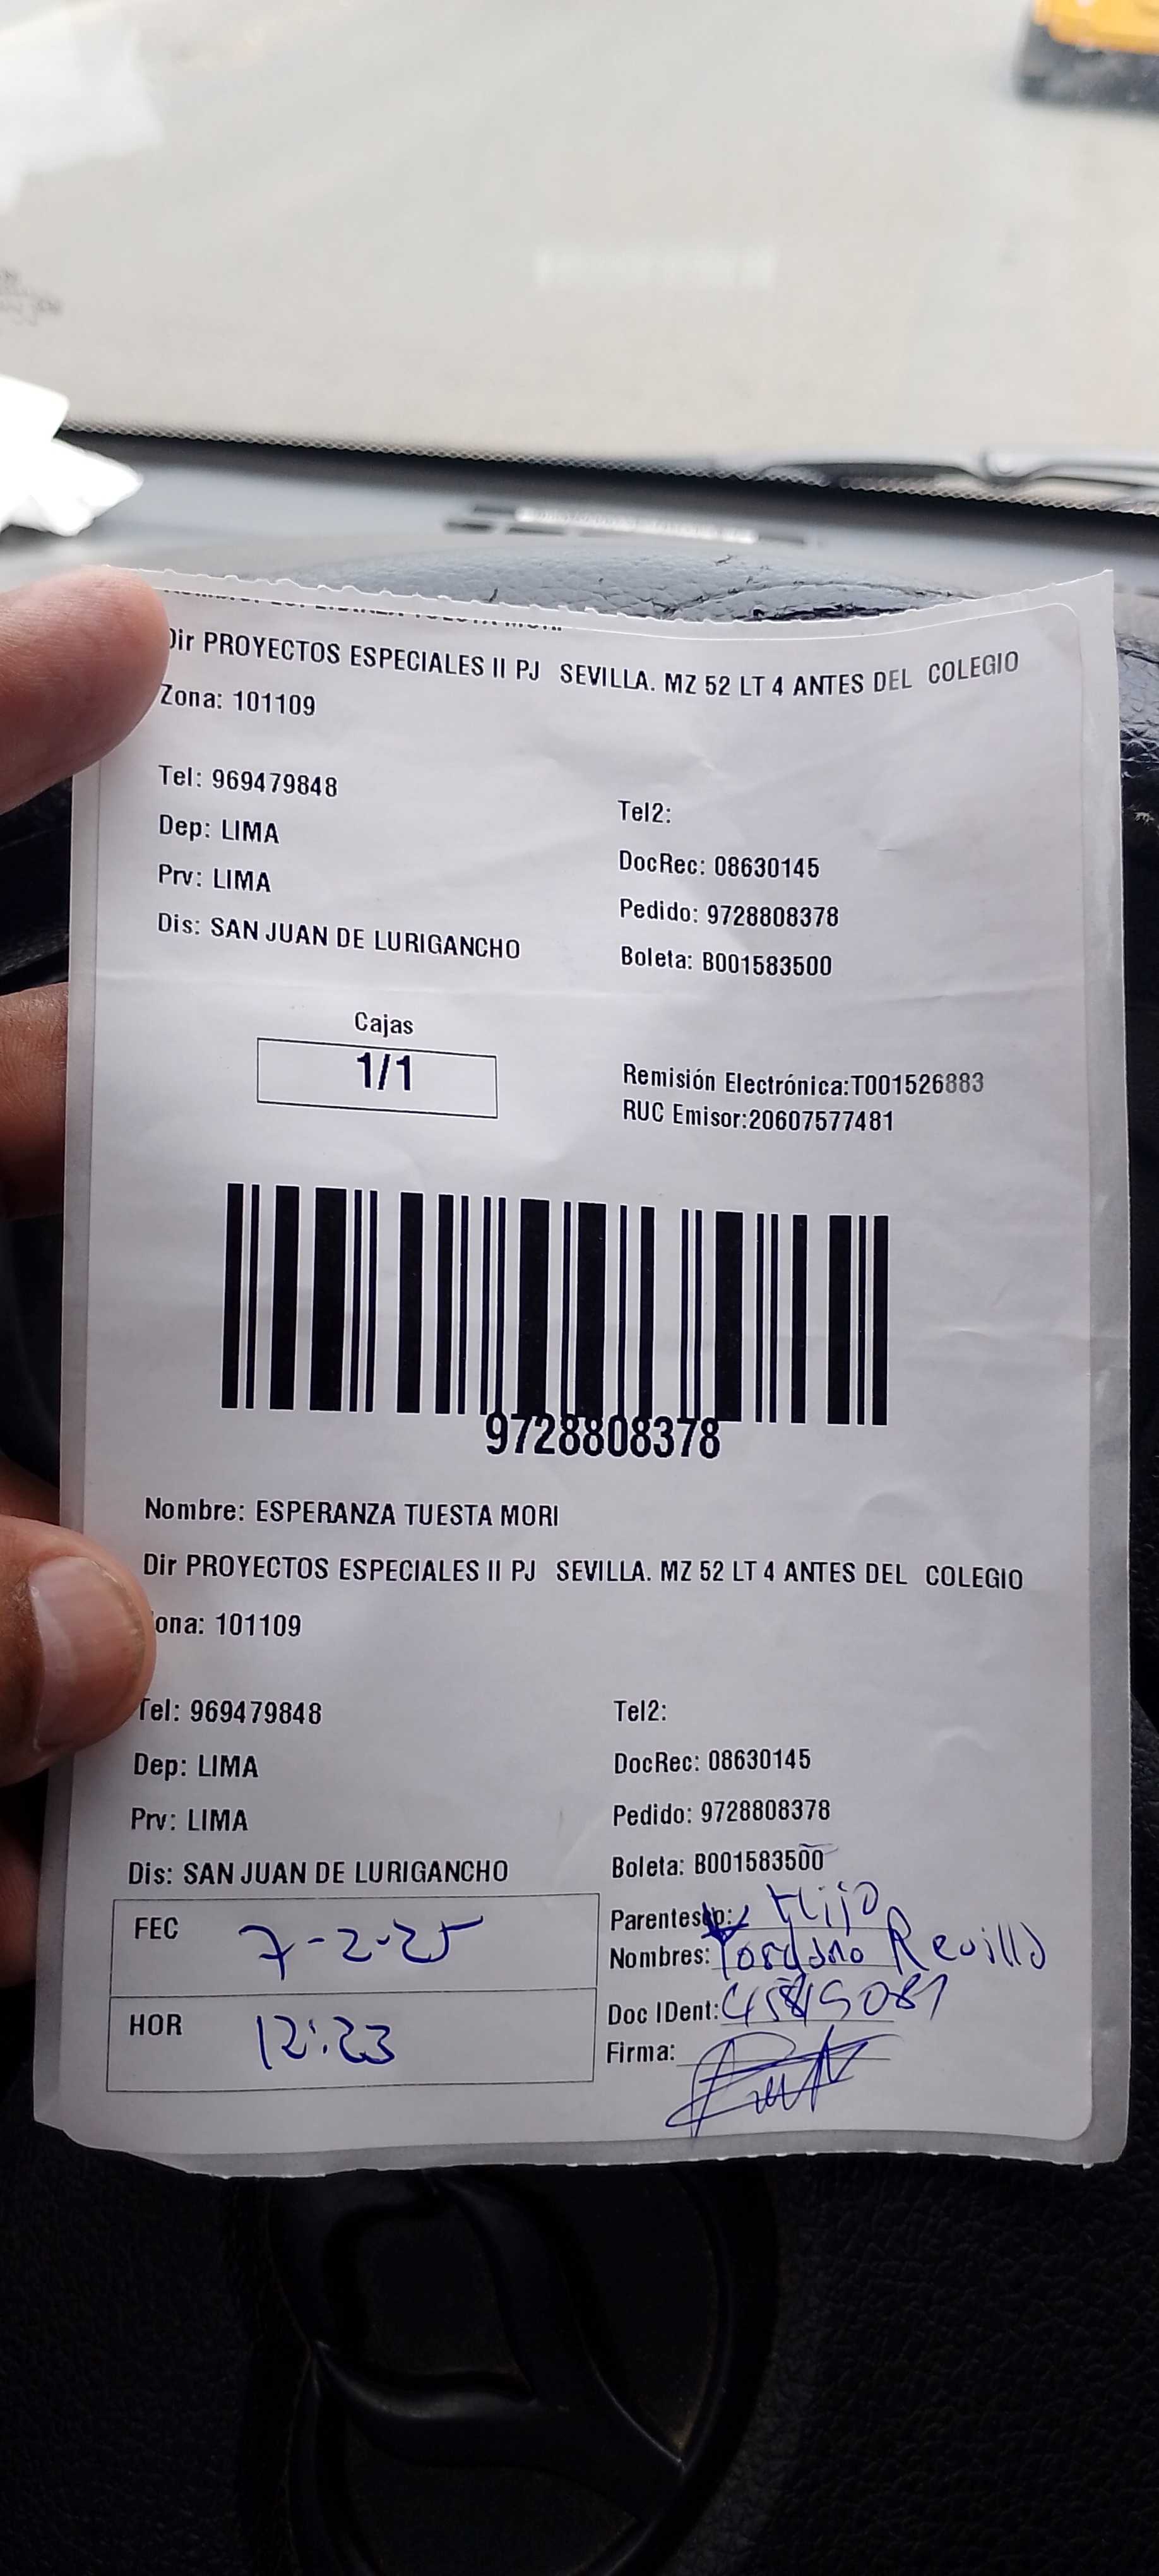 Dir PROYECTOS ESPECIALES II PJ SEVILLA. MZ 52 LT 4 ANTES DEL COLEGIO
Zona: 101109
Tel: 969479848
Tel2:
Dep: LIMA
DocRec: 08630145
Prv: LIMA
Pedido: 9728808378
Dis: SAN JUAN DE LURIGANCHO
Boleta: B001583500
Cajas
1/1
Remisión Electrónica:T001526883
RUC Emisor:20607577481
9728808378
Nombre: ESPERANZA TUESTA MORI
Dir PROYECTOS ESPECIALES II PJ SEVILLA. MZ 52 LT 4 ANTES DEL COLEGIO
ona: 101109
Tel: 969479848
Tel2:
Dep: LIMA
DocRec: 08630145
Prv: LIMA
Pedido: 9728808378
Dis: SAN JUAN DE LURIGANCHO
Boleta: B001583500
FEC 7-2-25
Parentesco: Hijo
Nombres: Revilla
HOR 12:23
Doc IDent:
Firma: